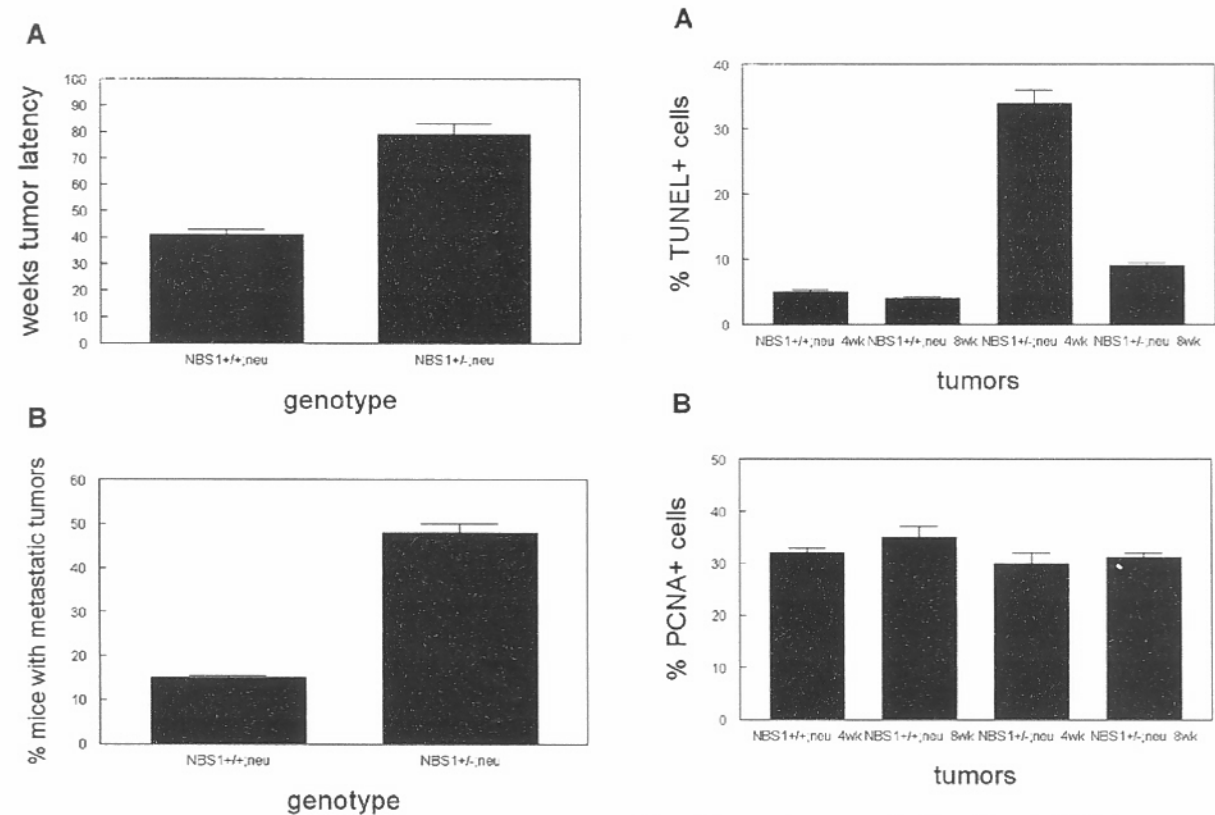 A
weeks tumor latency
100
90
80
70
60
50
40
30
20
10
0
NBS1+/+;neu
NBS1+/-;neu
genotype
B
% mice with metastatic tumors
60
50
40
30
20
10
0
NBS1+/+;neu
NBS1+/-;neu
genotype
A
% TUNEL+ cells
40
30
20
10
0
NBS1+/+;neu 4wk NBS1+/+;neu 8wk NBS1+/-;neu 4wk NBS1+/-;neu 8wk
tumors
B
% PCNA+ cells
50
40
30
20
10
0
NBS1+/+;neu 4wk NBS1+/+;neu 8wk NBS1+/-;neu 4wk NBS1+/-;neu 8wk
tumors